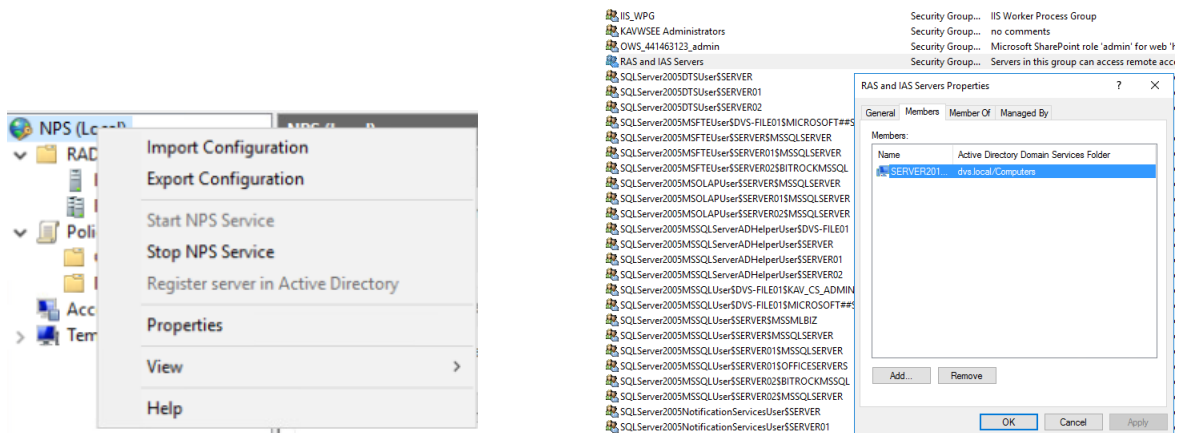 NPS (Local)
RAD
Poli
Acc
Tem
Import Configuration
Export Configuration
Start NPS Service
Stop NPS Service
Register server in Active Directory
Properties
View
Help
IIS_WPG Security Group... IIS Worker Process Group
KAVWSEE Administrators Security Group... no comments
OWS_441463123_admin Security Group... Microsoft SharePoint role 'admin' for web 'h
RAS and IAS Servers Security Group... Servers in this group can access remote acc
SQLServer2005DTSUser$SERVER
SQLServer2005DTSUser$SERVER01
SQLServer2005DTSUser$SERVER02
SQLServer2005MSFTEUser$DVS-FILE01$MICROSOFT##S
SQLServer2005MSFTEUser$SERVER$MSSQLSERVER
SQLServer2005MSFTEUser$SERVER01$MSSQLSERVER
SQLServer2005MSFTEUser$SERVER02$BITROCKMSSQL
SQLServer2005MSOLAPUser$SERVER$MSSQLSERVER
SQLServer2005MSOLAPUser$SERVER01$MSSQLSERVER
SQLServer2005MSOLAPUser$SERVER02$MSSQLSERVER
SQLServer2005MSSQLServerADHelperUser$DVS-FILE01
SQLServer2005MSSQLServerADHelperUser$SERVER
SQLServer2005MSSQLServerADHelperUser$SERVER01
SQLServer2005MSSQLServerADHelperUser$SERVER02
SQLServer2005MSSQLUser$DVS-FILE01$KAV_CS_ADMIN
SQLServer2005MSSQLUser$DVS-FILE01$MICROSOFT##S
SQLServer2005MSSQLUser$SERVER$MSSMLBIZ
SQLServer2005MSSQLUser$SERVER$MSSQLSERVER
SQLServer2005MSSQLUser$SERVER01$MSSQLSERVER
SQLServer2005MSSQLUser$SERVER01$OFFICESERVERS
SQLServer2005MSSQLUser$SERVER02$BITROCKMSSQL
SQLServer2005MSSQLUser$SERVER02$MSSQLSERVER
SQLServer2005NotificationServicesUser$SERVER
SQLServer2005NotificationServicesUser$SERVER01
RAS and IAS Servers Properties
General Members Member Of Managed By
Members:
Name Active Directory Domain Services Folder
SERVER201... dvs.local/Computers
Add... Remove
OK Cancel Apply